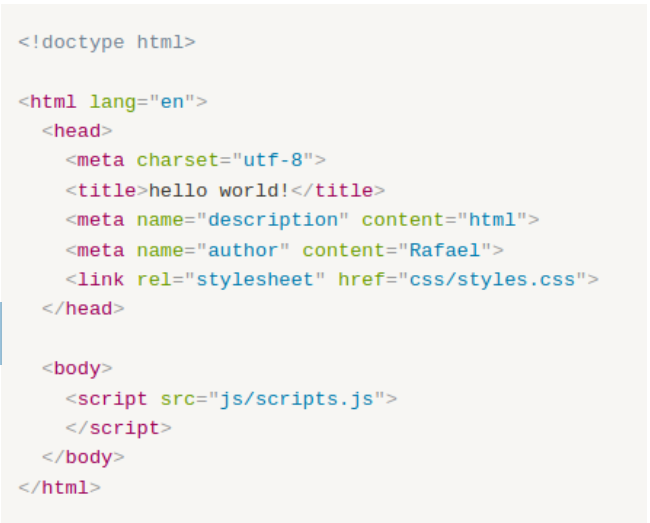 <!doctype html>
<html lang="en">
<head>
<meta charset="utf-8">
<title>hello world!</title>
<meta name="description" content="html">
<meta name="author" content="Rafael">
<link rel="stylesheet" href="css/styles.css">
</head>
<body>
<script src="js/scripts.js">
</script>
</body>
</html>